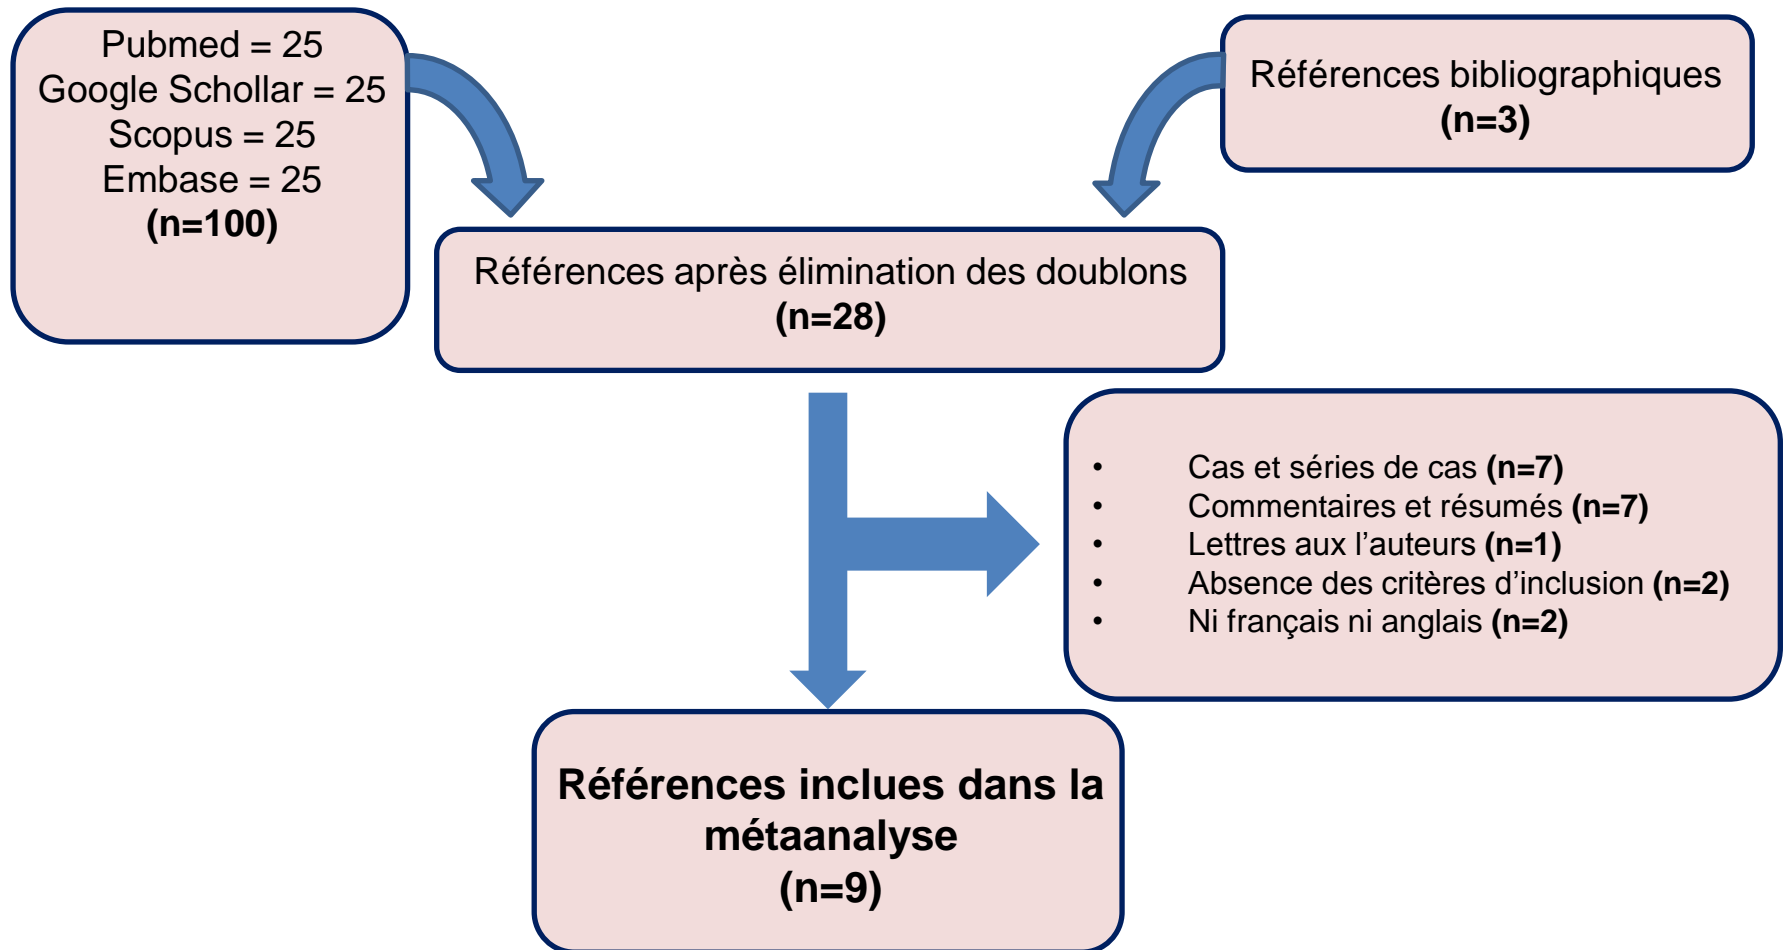 Pubmed = 25
Google Schollar = 25
Scopus = 25
Embase = 25
(n=100)
Références bibliographiques
(n=3)
Références après élimination des doublons
(n=28)
• Cas et séries de cas (n=7)
• Commentaires et résumés (n=7)
• Lettres aux l’auteurs (n=1)
• Absence des critères d’inclusion (n=2)
• Ni français ni anglais (n=2)
Références inclues dans la
métaanalyse
(n=9)